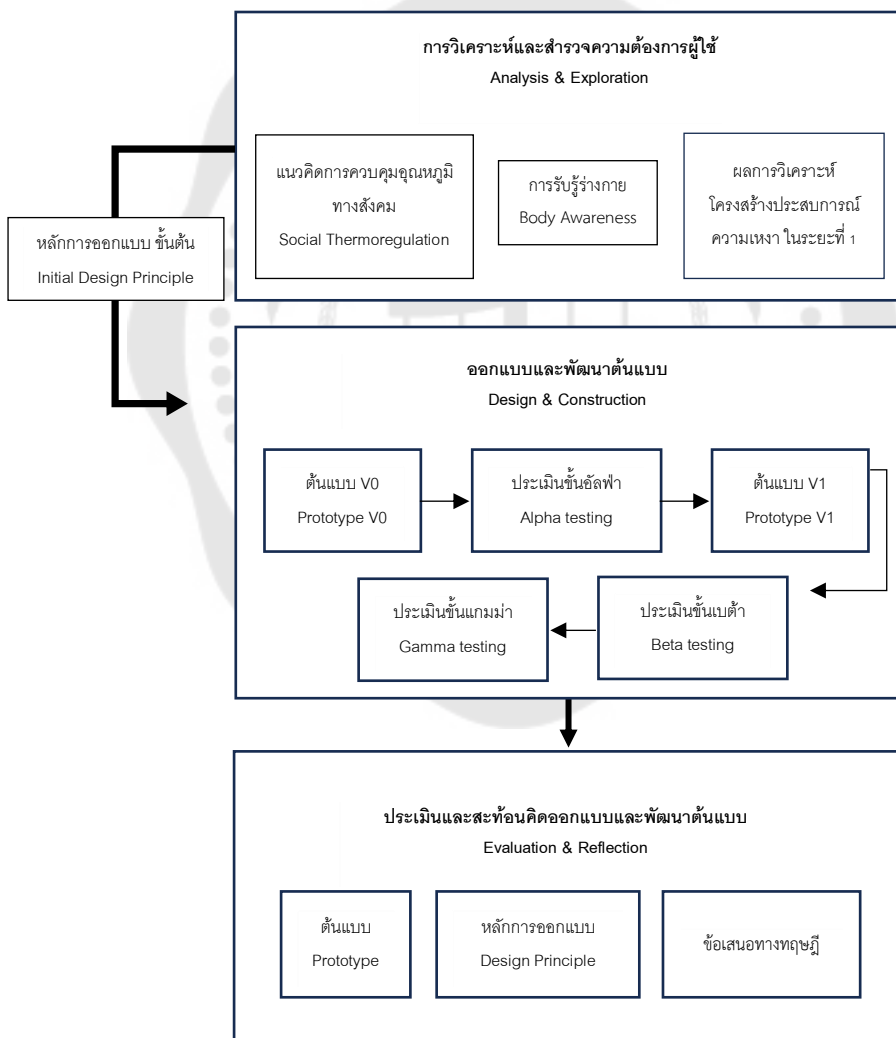 การวิเคราะห์และสำรวจความต้องการผู้ใช้
Analysis & Exploration
แนวคิดการควบคุมอุณหภูมิ
ทางสังคม
Social Thermoregulation
การรับรู้ร่างกาย
Body Awareness
ผลการวิเคราะห์
โครงสร้างประสบการณ์
ความเหงา ในระยะที่ 1
หลักการออกแบบ ขั้นต้น
Initial Design Principle
ออกแบบและพัฒนาต้นแบบ
Design & Construction
ต้นแบบ V0
Prototype V0
ประเมินขั้นอัลฟ่า
Alpha testing
ต้นแบบ V1
Prototype V1
ประเมินขั้นแกมม่า
Gamma testing
ประเมินขั้นเบต้า
Beta testing
ประเมินและสะท้อนคิดออกแบบและพัฒนาต้นแบบ
Evaluation & Reflection
ต้นแบบ
Prototype
หลักการออกแบบ
Design Principle
ข้อเสนอทางทฤษฎี